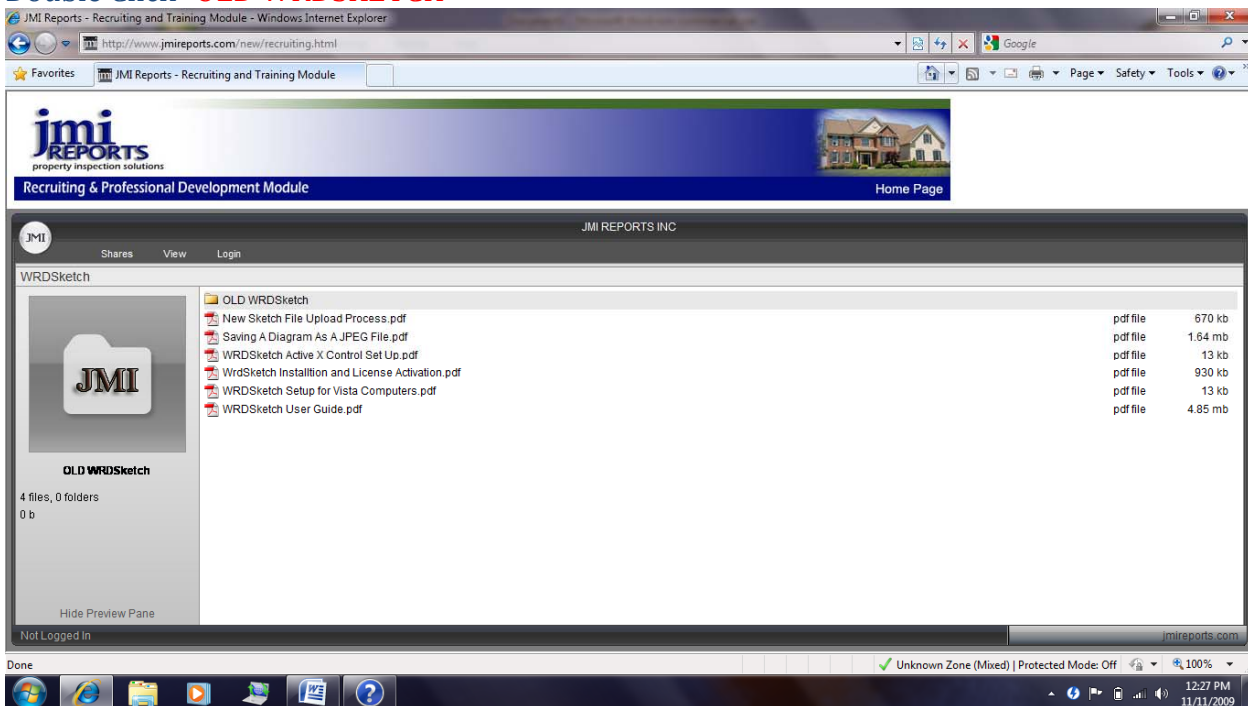 Double Click "OLD WRDSKETCH"
JMI Reports - Recruiting and Training Module - Windows Internet Explorer
http://www.jmireports.com/new/recruiting.html
Google
Favorites
JMI Reports - Recruiting and Training Module
Page
Safety
Tools
jmi
REPORTS
property inspection solutions
Recruiting & Professional Development Module
Home Page
JMI
JMI REPORTS INC
Shares View Login
WRDSketch
OLD WRDSketch
New Sketch File Upload Process.pdf pdf file 670 kb
Saving A Diagram As A JPEG File.pdf pdf file 1.64 mb
WRDSketch Active X Control Set Up.pdf pdf file 13 kb
WrdSketch Installtion and License Activation.pdf pdf file 930 kb
WRDSketch Setup for Vista Computers.pdf pdf file 13 kb
WRDSketch User Guide.pdf pdf file 4.85 mb
JMI
OLD WRDSketch
4 files, 0 folders
0 b
Hide Preview Pane
Not Logged In
jmireports.com
Done
Unknown Zone (Mixed) | Protected Mode: Off
100%
12:27 PM
11/11/2009